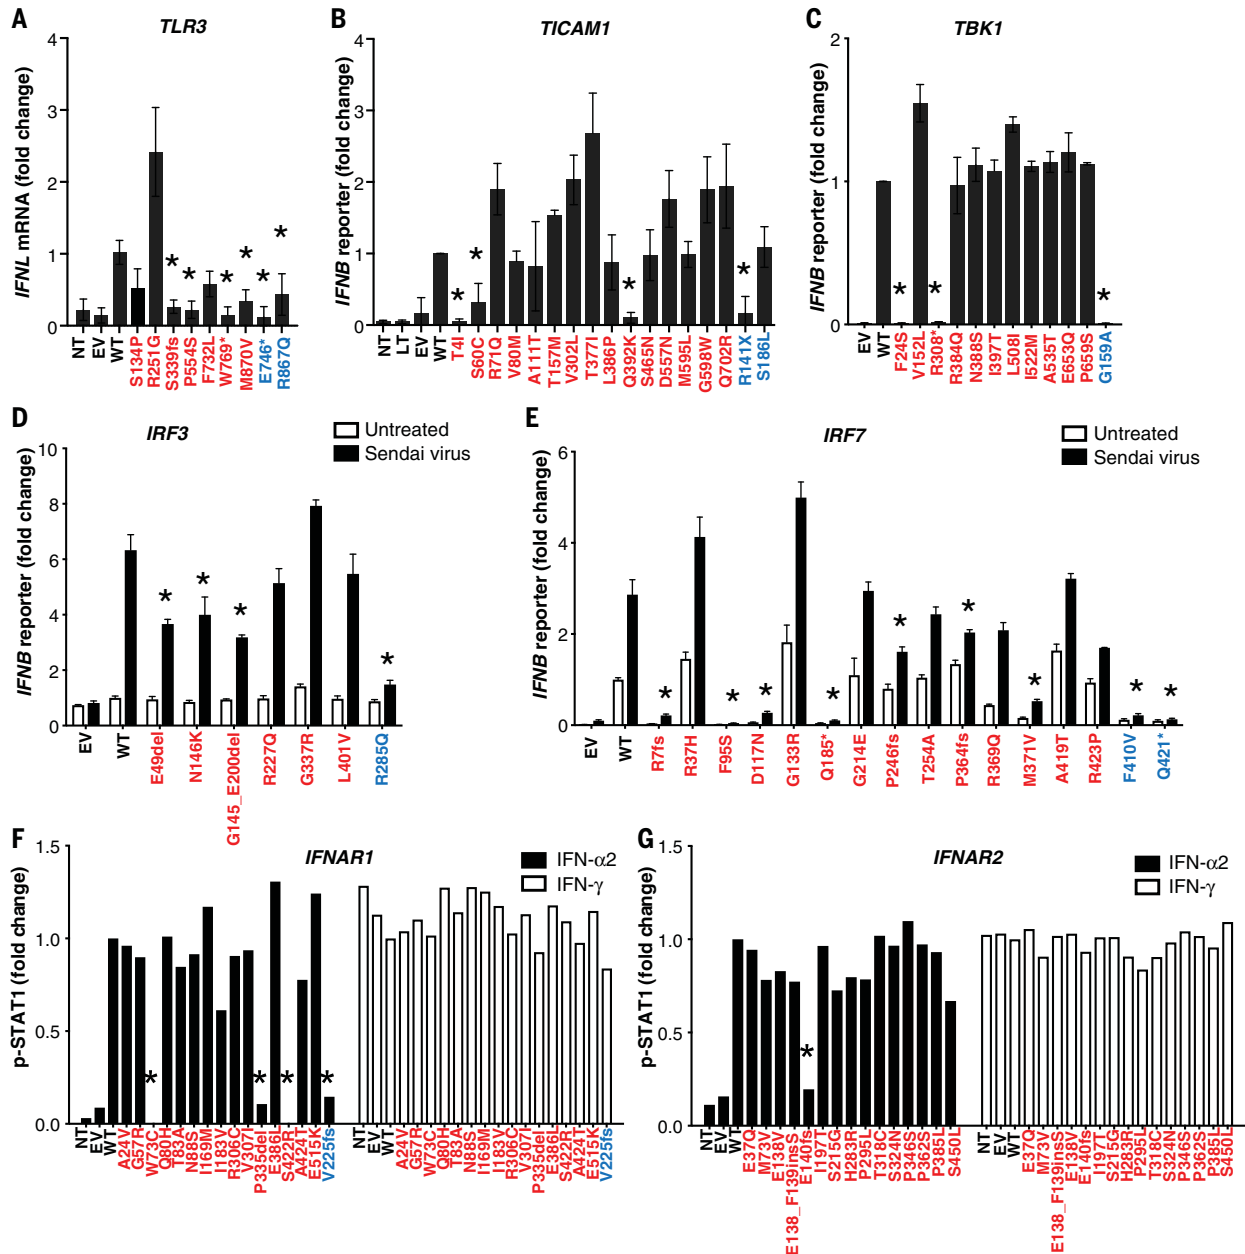 A
TLR3
IFNL mRNA (fold change)
4
3
2
1
0
* * * * * *
NT
EV
WT
S134P
R251G
S339fs
P554S
F732L
W769*
M870V
E746*
R867Q
B
TICAM1
IFNB reporter (fold change)
4
3
2
1
0
* * * *
NT
LT
EV
WT
T4I
S60C
R71Q
V80M
A111T
T157M
V302L
T377I
L386P
Q392K
S465N
D557N
M595L
G598W
Q702R
R141X
S186L
C
TBK1
IFNB reporter (fold change)
2
1
0
* * *
EV
WT
F24S
V152L
R308*
R384Q
N388S
I397T
L508I
I522M
A535T
E653Q
P659S
G159A
D
IRF3
Untreated
Sendai virus
IFNB reporter (fold change)
10
8
6
4
2
0
* * * *
EV
WT
E49del
N146K
G145_E200del
R227Q
G337R
L401V
R285Q
E
IRF7
Untreated
Sendai virus
IFNB reporter (fold change)
6
4
2
0
* * * * * * * * *
EV
WT
R7fs
R37H
F95S
D117N
G133R
Q185*
G214E
P246fs
T254A
P364fs
R369Q
M371V
A419T
R423P
F410V
Q421*
F
IFNAR1
IFN-α2
IFN-γ
p-STAT1 (fold change)
1.5
1.0
0.5
0.0
* * * *
NT
EV
WT
A24V
G57R
W73C
Q80H
T83A
N88S
I169M
I183V
R306C
V307I
P335del
E386L
S422R
A424T
E515K
V225fs
NT
EV
WT
A24V
G57R
W73C
Q80H
T83A
N88S
I169M
I183V
R306C
V307I
P335del
E386L
S422R
A424T
E515K
V225fs
G
IFNAR2
IFN-α2
IFN-γ
p-STAT1 (fold change)
1.5
1.0
0.5
0.0
*
NT
EV
WT
E37Q
M73V
E138V
E138_F139insS
E140fs
I197T
S215G
H283R
P295L
T318C
S324N
P346S
P362S
P385L
S450L
NT
EV
WT
E37Q
M73V
E138_F139insS
E138V
E140fs
I197T
S215G
H283R
P295L
T318C
S324N
P346S
P362S
P385L
S450L